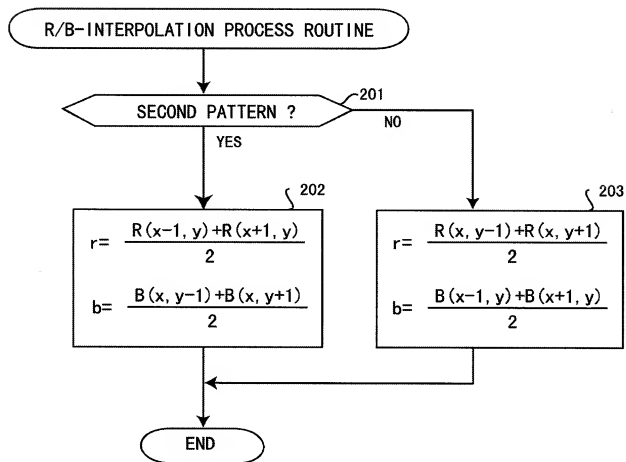 R/B-INTERPOLATION PROCESS ROUTINE
SECOND PATTERN ?
201
NO
YES
202
r= R(x-1, y)+R(x+1, y)
2
b= B(x, y-1)+B(x, y+1)
2
203
r= R(x, y-1)+R(x, y+1)
2
b= B(x-1, y)+B(x+1, y)
2
END